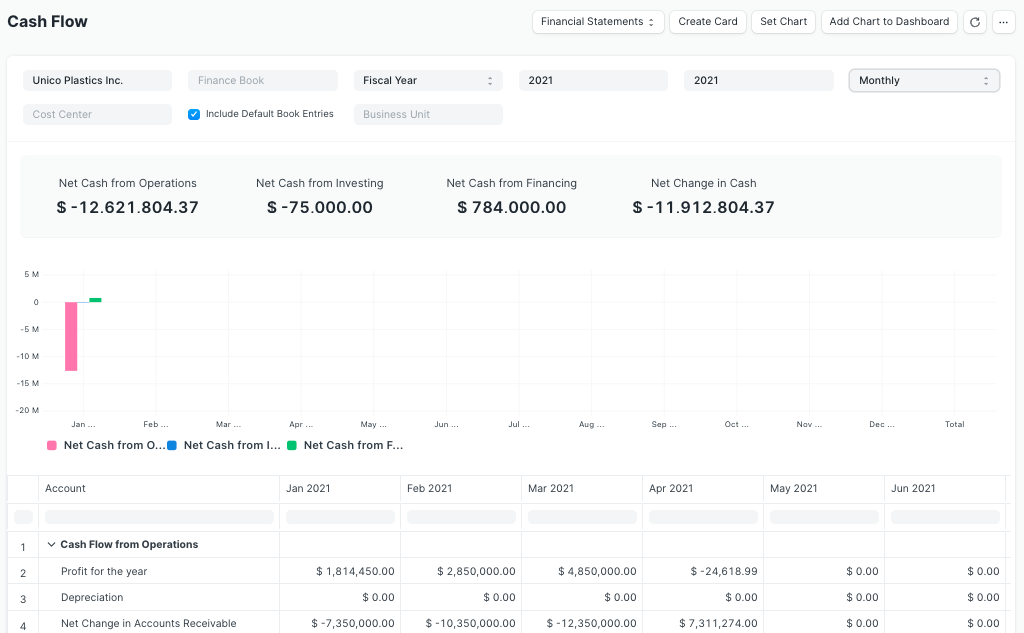 Cash Flow
Financial Statements Create Card Set Chart Add Chart to Dashboard ...
Unico Plastics Inc. Finance Book Fiscal Year 2021 2021 Monthly
Cost Center Include Default Book Entries Business Unit
Net Cash from Operations Net Cash from Investing Net Cash from Financing Net Change in Cash
$ -12.621.804.37 $ -75.000.00 $ 784.000.00 $ -11.912.804.37
5 M
0
-5 M
-10 M
-15 M
-20 M
Jan ... Feb ... Mar ... Apr ... May ... Jun ... Jul ... Aug ... Sep ... Oct ... Nov ... Dec ... Total
Net Cash from O... Net Cash from I... Net Cash from F...
Account Jan 2021 Feb 2021 Mar 2021 Apr 2021 May 2021 Jun 2021
1 Cash Flow from Operations
2 Profit for the year $ 1,814,450.00 $ 2,850,000.00 $ 4,850,000.00 $ -24,618.99 $ 0.00 $ 0.00
3 Depreciation $ 0.00 $ 0.00 $ 0.00 $ 0.00 $ 0.00 $ 0.00
4 Net Change in Accounts Receivable $ -7,350,000.00 $ -10,350,000.00 $ -12,350,000.00 $ 7,311,274.00 $ 0.00 $ 0.00